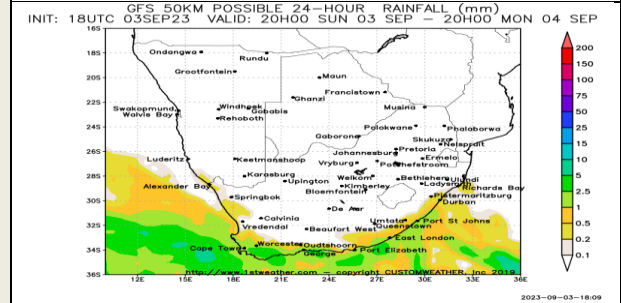 GFS 50KM POSSIBLE 24-HOUR RAINFALL (mm)
INIT: 18UTC 03SEP23 VALID: 20H00 SUN 03 SEP – 20H00 MON 04 SEP
16S
Ondangwa
Rundu
Grootfontein
18S
20S
Maun
Francistown
Ghanzi
22S
Musina
Swakopmund
Windhoek
Gobabis
Walvis Bay
Rehoboth
24S
Polokwane
Phalaborwa
Gaborone
Skukuza
Nelspruit
26S
Johannesburg
Pretoria
Luderitz
Keetmanshoop
Vryburg
Potchefstroom
Ermelo
28S
Karasburg
Upington
Welkom
Bethlehem
Ulundi
Alexander Bay
Kimberley
Ladysmith
Richards Bay
Bloemfontein
30S
Springbok
Pietermaritzburg
Durban
De Aar
Calvinia
Umtata
Port St Johns
32S
Vredendal
Beaufort West
Queenstown
East London
34S
Cape Town
Worcester
Oudtshoorn
George
Port Elizabeth
36S
http://www.1stweather.com – copyright CUSTOMWEATHER, Inc 2019
12E 15E 18E 21E 24E 27E 30E 33E 36E
200
150
100
75
50
25
15
10
5
2.5
1
0.5
0.2
0.1
2023-09-03-18:09